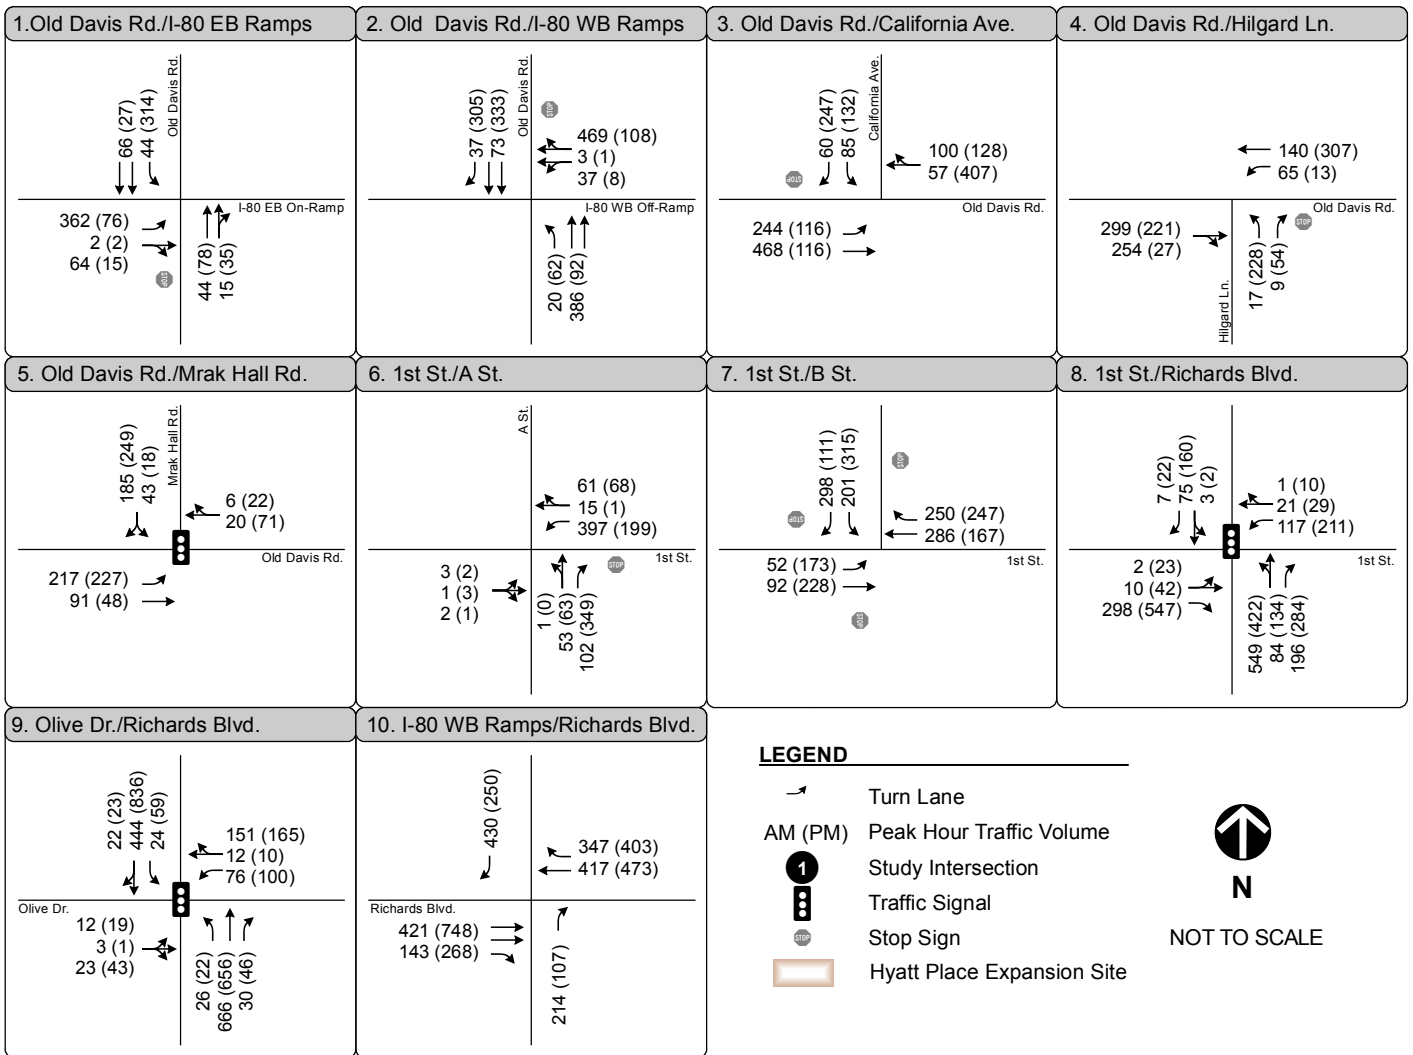 1.Old Davis Rd./I-80 EB Ramps
66 (27)
44 (314)
Old Davis Rd.
I-80 EB On-Ramp
362 (76)
2 (2)
64 (15)
STOP
44 (78)
15 (35)
2. Old Davis Rd./I-80 WB Ramps
37 (305)
73 (333)
Old Davis Rd.
STOP
469 (108)
3 (1)
37 (8)
I-80 WB Off-Ramp
20 (62)
386 (92)
3. Old Davis Rd./California Ave.
60 (247)
85 (132)
California Ave.
STOP
100 (128)
57 (407)
Old Davis Rd.
244 (116)
468 (116)
4. Old Davis Rd./Hilgard Ln.
140 (307)
65 (13)
Old Davis Rd.
299 (221)
254 (27)
STOP
17 (228)
9 (54)
Hilgard Ln.
5. Old Davis Rd./Mrak Hall Rd.
185 (249)
43 (18)
Mrak Hall Rd.
6 (22)
20 (71)
Old Davis Rd.
217 (227)
91 (48)
6. 1st St./A St.
A St.
61 (68)
15 (1)
397 (199)
STOP
1st St.
3 (2)
1 (3)
2 (1)
1 (0)
53 (63)
102 (349)
7. 1st St./B St.
298 (111)
201 (315)
STOP
STOP
250 (247)
286 (167)
1st St.
52 (173)
92 (228)
STOP
8. 1st St./Richards Blvd.
7 (22)
75 (160)
3 (2)
1 (10)
21 (29)
117 (211)
1st St.
2 (23)
10 (42)
298 (547)
549 (422)
84 (134)
196 (284)
9. Olive Dr./Richards Blvd.
22 (23)
444 (836)
24 (59)
151 (165)
12 (10)
76 (100)
Olive Dr.
12 (19)
3 (1)
23 (43)
26 (22)
666 (656)
30 (46)
10. I-80 WB Ramps/Richards Blvd.
430 (250)
347 (403)
417 (473)
Richards Blvd.
421 (748)
143 (268)
214 (107)
LEGEND
Turn Lane
AM (PM) Peak Hour Traffic Volume
1 Study Intersection
Traffic Signal
STOP Stop Sign
Hyatt Place Expansion Site
N
NOT TO SCALE